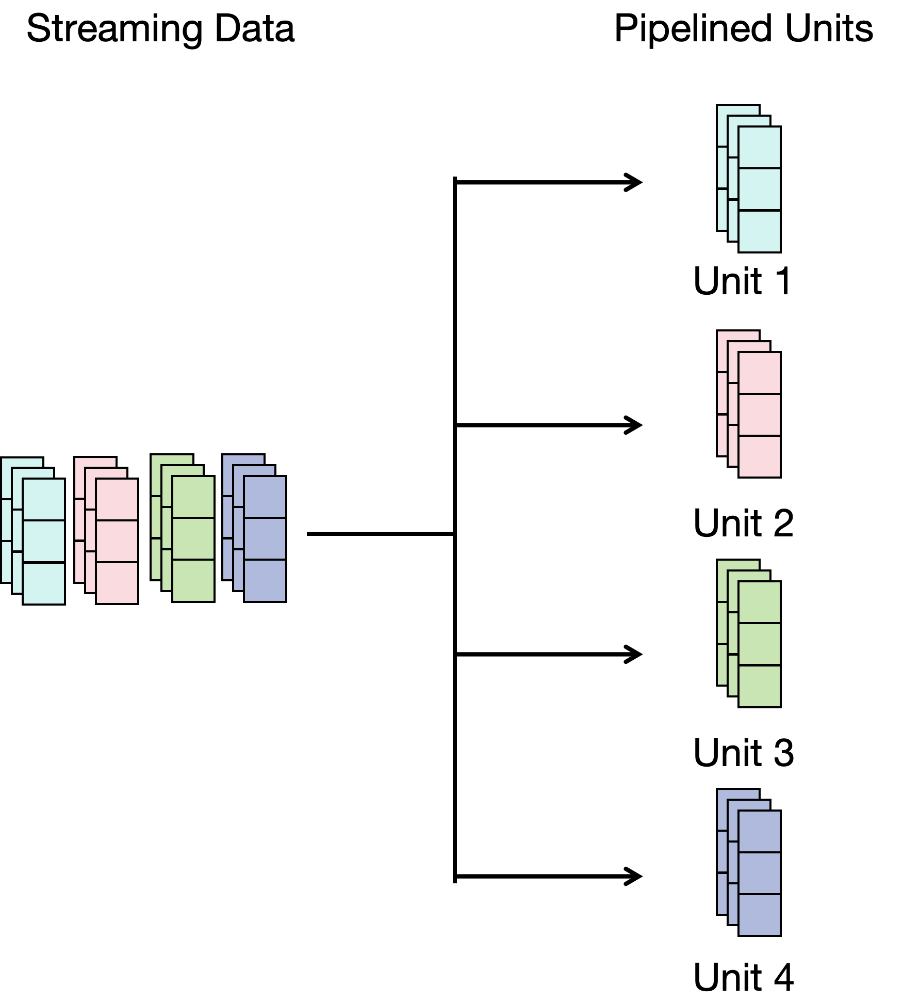 Streaming Data
Pipelined Units
Unit 1
Unit 2
Unit 3
Unit 4